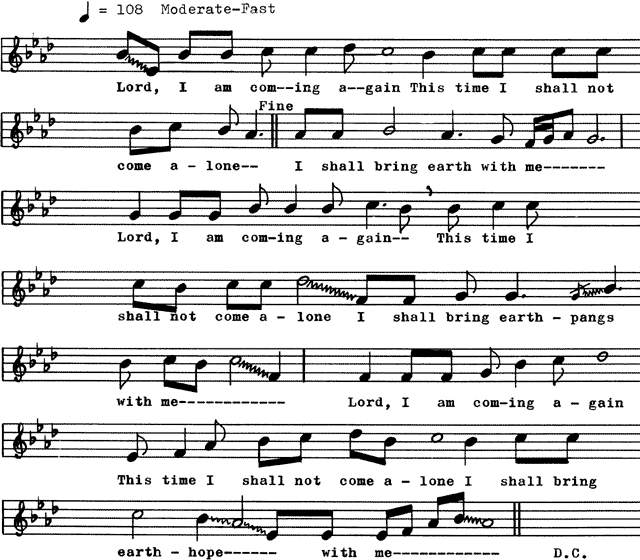 ♩ = 108 Moderate-Fast
Lord, I am com--ing a--gain This time I shall not
Fine
come a - lone-- I shall bring earth with me-------
Lord, I am com-ing a - gain-- This time I
shall not come a - lone I shall bring earth - pangs
with me------------ Lord, I am com-ing a - gain
This time I shall not come a - lone I shall bring
earth - hope------ with me------------ D.C.